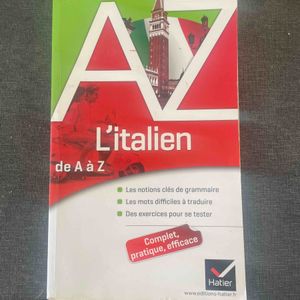 AZ
L'italien
de A à Z
Les notions clés de grammaire
Les mots difficiles à traduire
Des exercices pour se tester
Complet,
pratique, efficace
Hatier
www.editions-hatier.fr